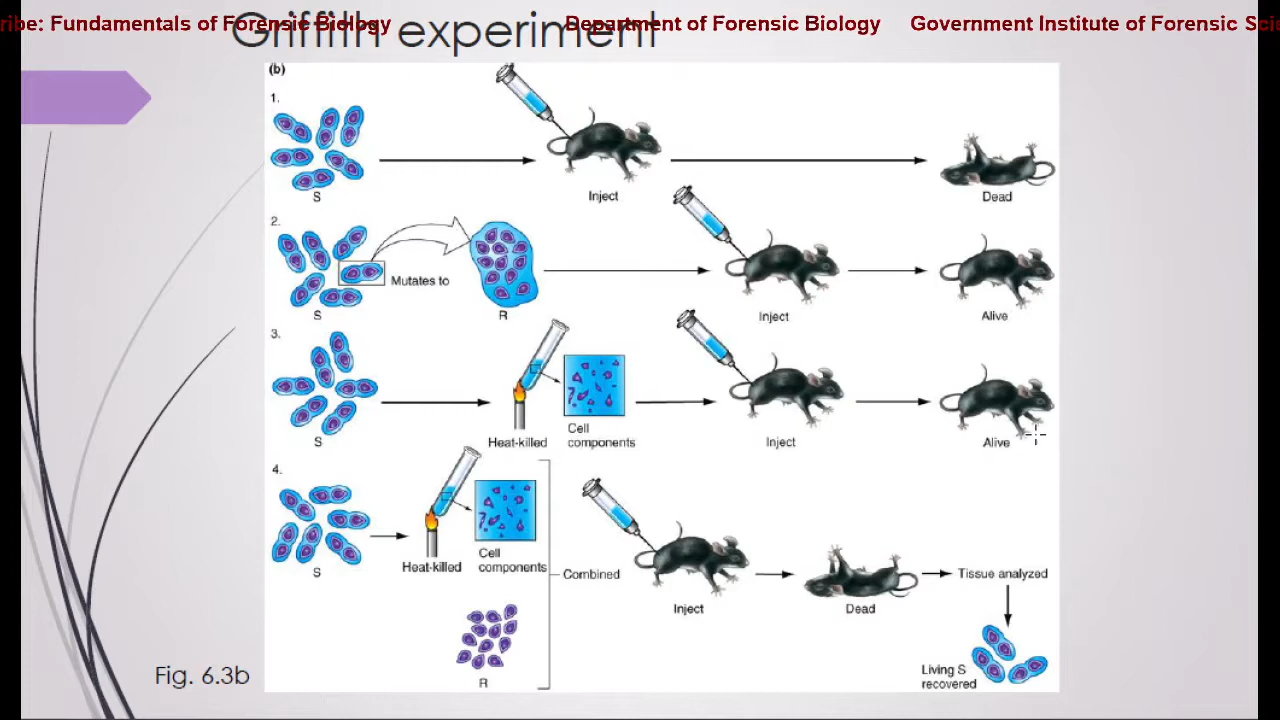 ribe: Fundamentals of Forensic Biology Department of Forensic Biology Government Institute of Forensic Sci
Griffith experiment
(b)
1.
S
Inject
Dead
2.
Mutates to
S
R
Inject
Alive
3.
S
Heat-killed
Cell
components
Inject
Alive
4.
S
Heat-killed
Cell
components
Combined
R
Inject
Dead
Tissue analyzed
Living S
recovered
Fig. 6.3b